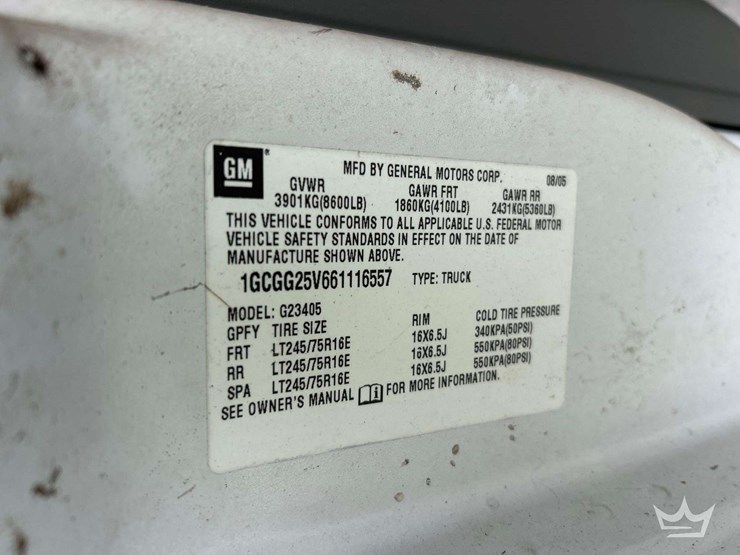 GM MFD BY GENERAL MOTORS CORP. 08/05
GVWR GAWR FRT GAWR RR
3901KG(8600LB) 1860KG(4100LB) 2431KG(5360LB)
THIS VEHICLE CONFORMS TO ALL APPLICABLE U.S. FEDERAL MOTOR
VEHICLE SAFETY STANDARDS IN EFFECT ON THE DATE OF
MANUFACTURE SHOWN ABOVE.
1GCGG25V661116557 TYPE: TRUCK
MODEL: G23405
GPFY TIRE SIZE RIM COLD TIRE PRESSURE
FRT LT245/75R16E 16X6.5J 340KPA(50PSI)
RR LT245/75R16E 16X6.5J 550KPA(80PSI)
SPA LT245/75R16E 16X6.5J 550KPA(80PSI)
SEE OWNER'S MANUAL i FOR MORE INFORMATION.